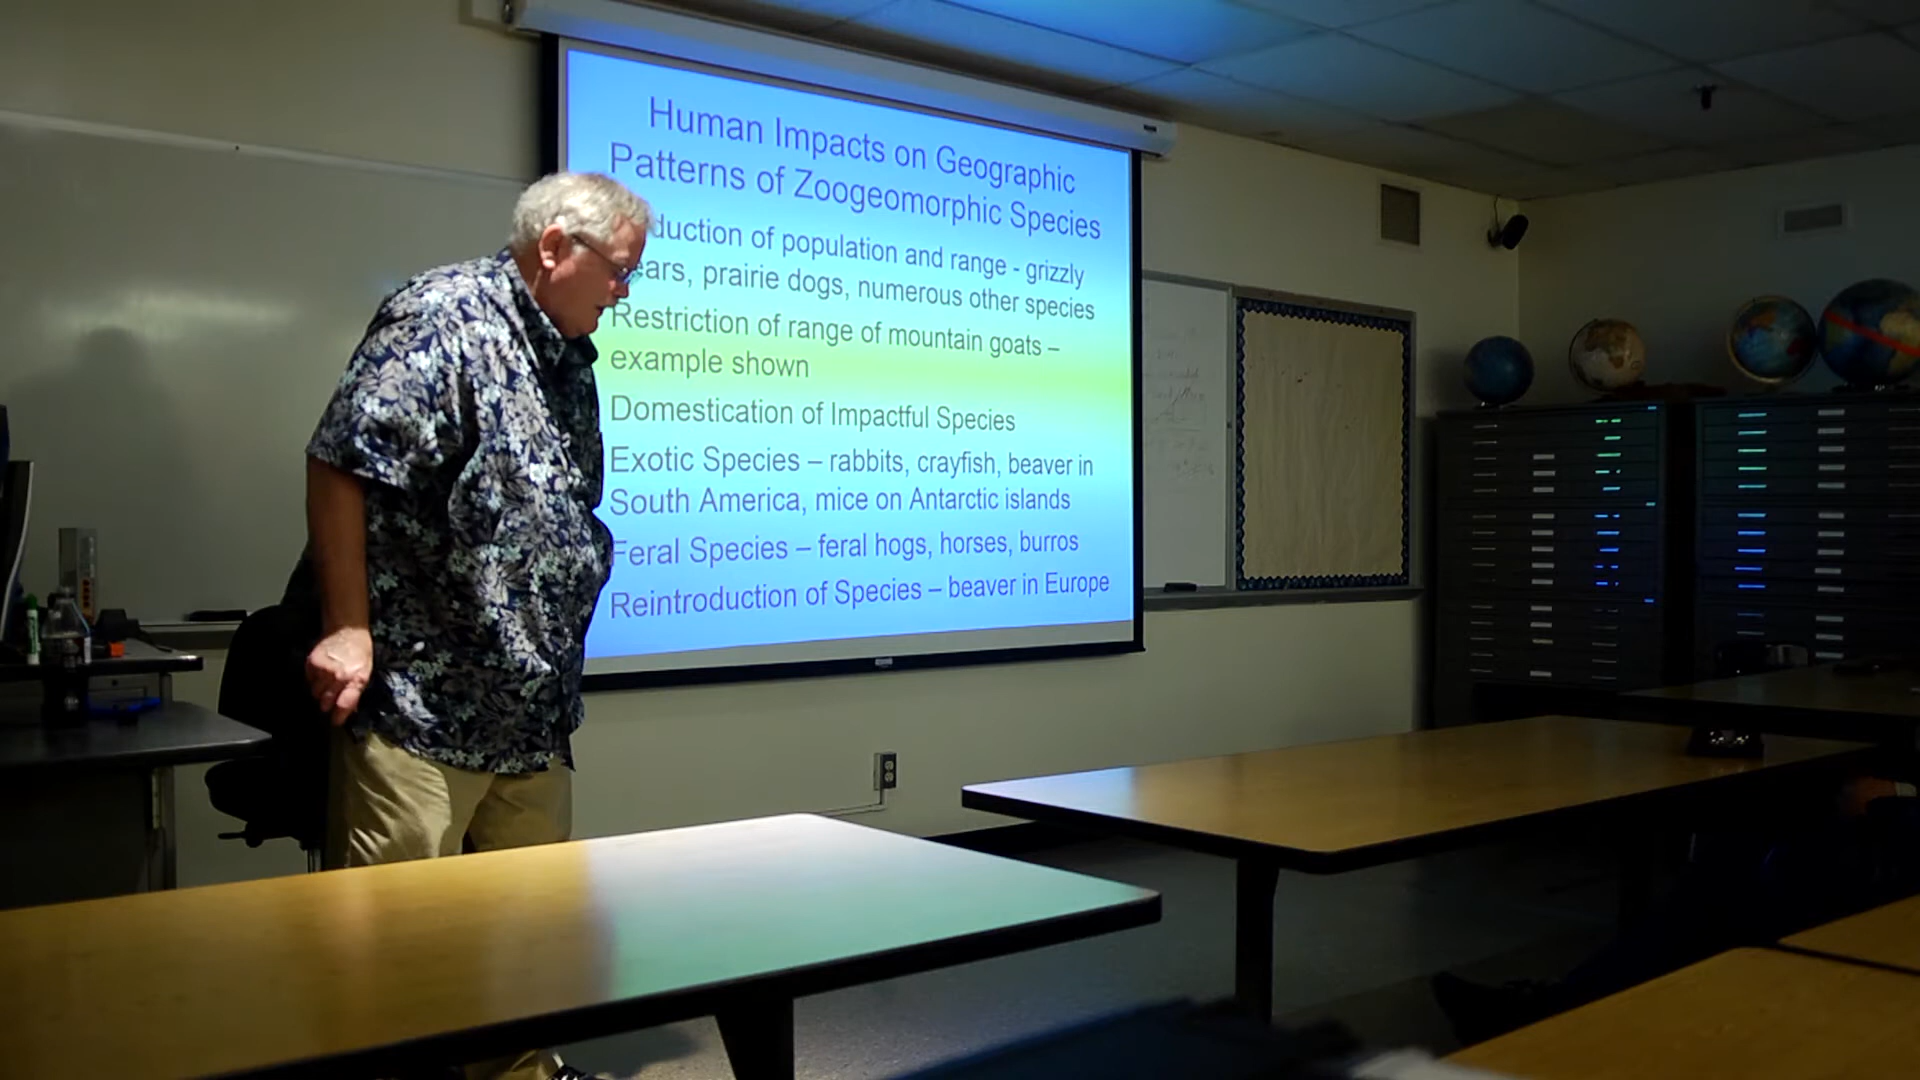 Human Impacts on Geographic
Patterns of Zoogeomorphic Species
duction of population and range - grizzly
ears, prairie dogs, numerous other species
Restriction of range of mountain goats –
example shown
Domestication of Impactful Species
Exotic Species – rabbits, crayfish, beaver in
South America, mice on Antarctic islands
Feral Species – feral hogs, horses, burros
Reintroduction of Species – beaver in Europe